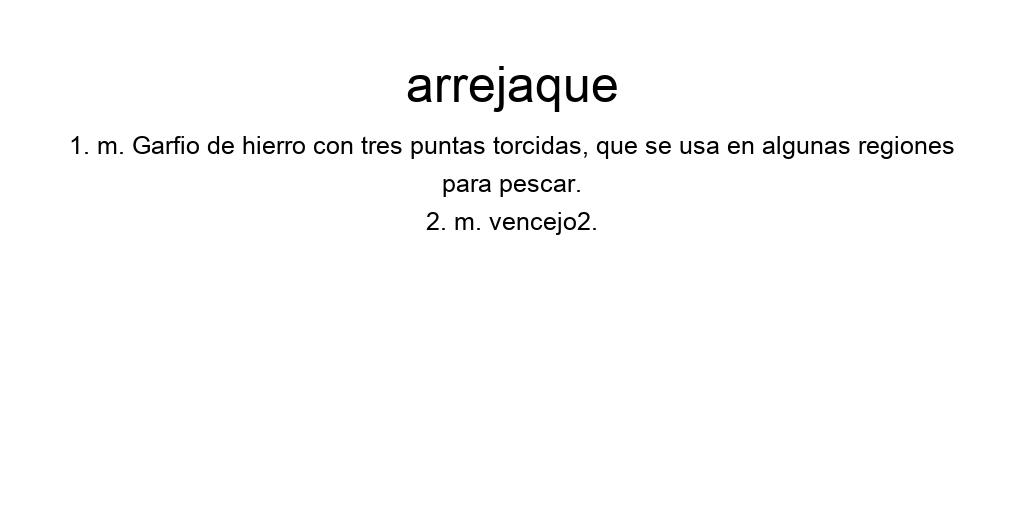 arrejaque
1. m. Garfio de hierro con tres puntas torcidas, que se usa en algunas regiones
para pescar.
2. m. vencejo2.